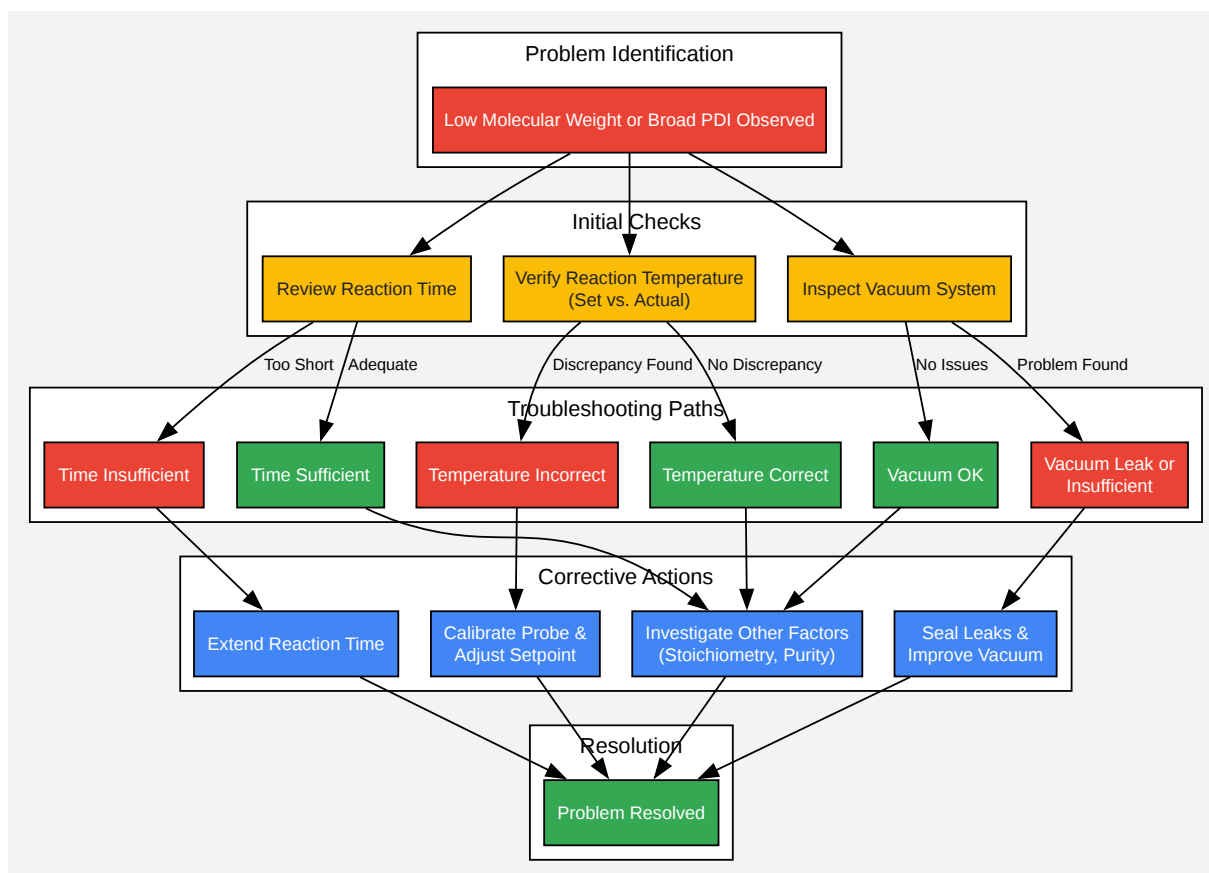 Problem Identification
Low Molecular Weight or Broad PDI Observed
Initial Checks
Review Reaction Time
Verify Reaction Temperature
(Set vs. Actual)
Inspect Vacuum System
Too Short
Adequate
Discrepancy Found
No Discrepancy
No Issues
Problem Found
Troubleshooting Paths
Time Insufficient
Time Sufficient
Temperature Incorrect
Temperature Correct
Vacuum OK
Vacuum Leak or
Insufficient
Corrective Actions
Extend Reaction Time
Calibrate Probe &
Adjust Setpoint
Investigate Other Factors
(Stoichiometry, Purity)
Seal Leaks &
Improve Vacuum
Resolution
Problem Resolved